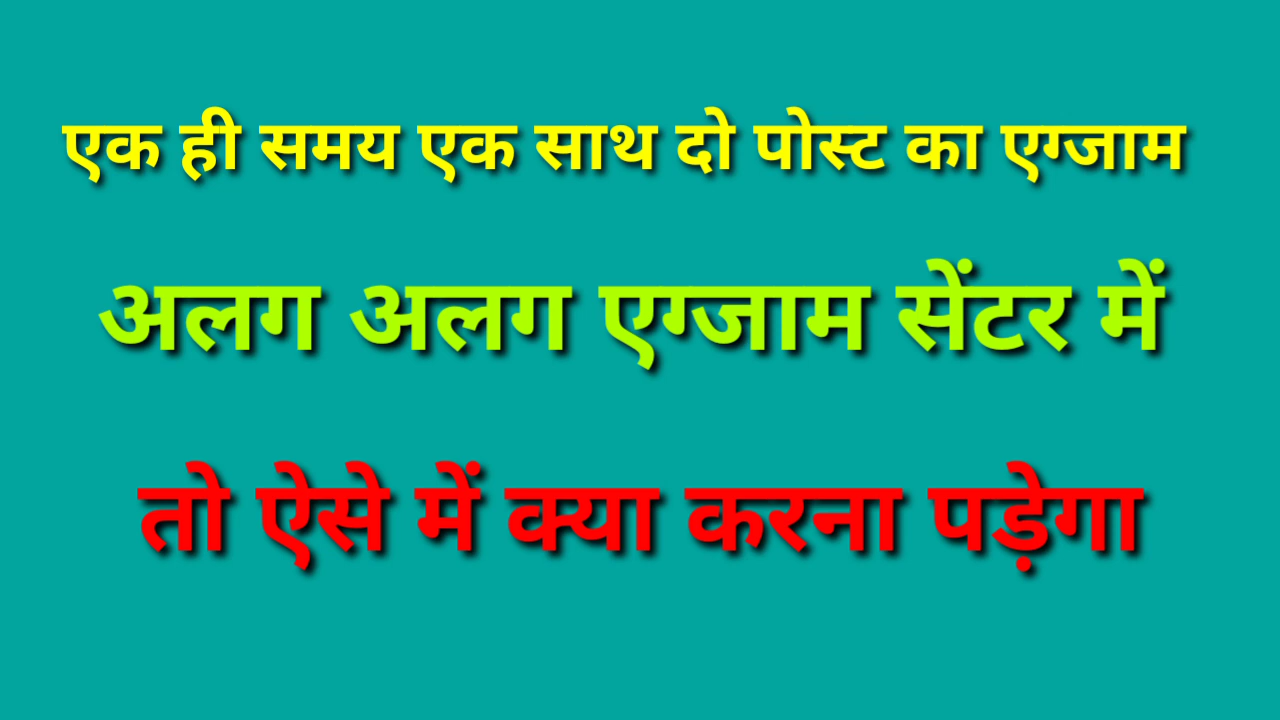 एक ही समय एक साथ दो पोस्ट का एग्जाम
अलग अलग एग्जाम सेंटर में
तो ऐसे में क्या करना पड़ेगा